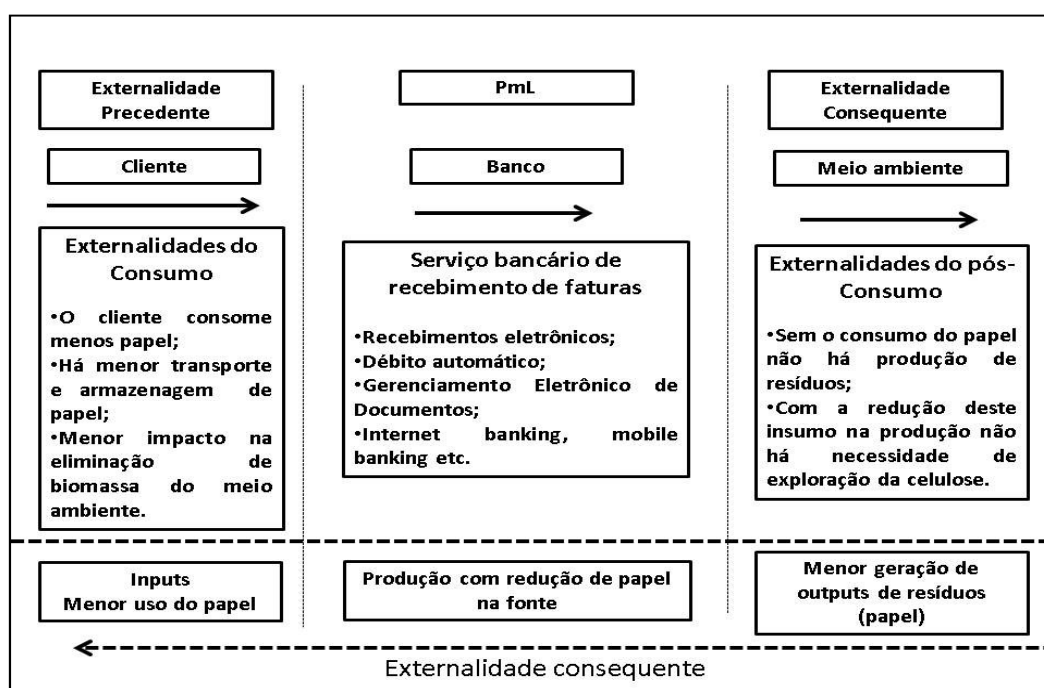 Externalidade
Precedente
Cliente
Externalidades do
Consumo
•O cliente consome
menos papel;
•Há menor transporte
e armazenagem de
papel;
•Menor impacto na
eliminação de
biomassa do meio
ambiente.
Inputs
Menor uso do papel
PmL
Banco
Serviço bancário de
recebimento de faturas
•Recebimentos eletrônicos;
•Débito automático;
•Gerenciamento Eletrônico de
Documentos;
•Internet banking, mobile
banking etc.
Produção com redução de papel
na fonte
Externalidade
Consequente
Meio ambiente
Externalidades do pós-
Consumo
•Sem o consumo do papel
não há produção de
resíduos;
•Com a redução deste
insumo na produção não
há necessidade de
exploração da celulose.
Menor geração de
outputs de resíduos
(papel)
Externalidade consequente